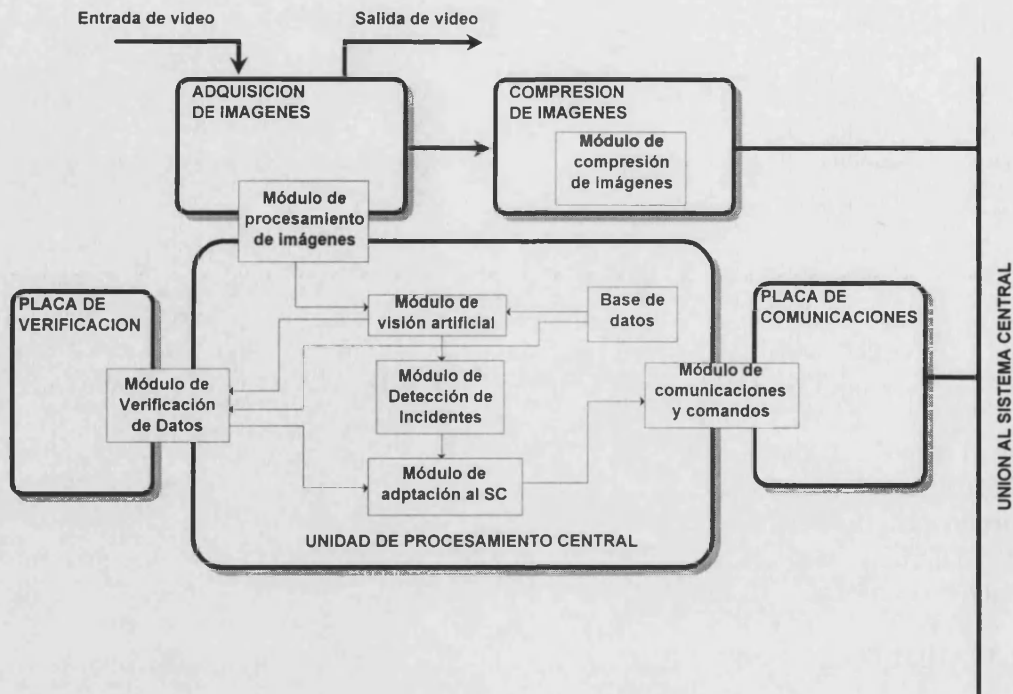 Entrada de video
Salida de video
ADQUISICION
DE IMAGENES
COMPRESION
DE IMAGENES
Módulo de
compresión
de imágenes
Módulo de
procesamiento
de imágenes
PLACA DE
VERIFICACION
Módulo de
visión artificial
Base de
datos
PLACA DE
COMUNICACIONES
Módulo de
Verificación
de Datos
Módulo de
Detección de
Incidentes
Módulo de
comunicaciones
y comandos
Módulo de
adptación al SC
UNIDAD DE PROCESAMIENTO CENTRAL
UNION AL SISTEMA CENTRAL